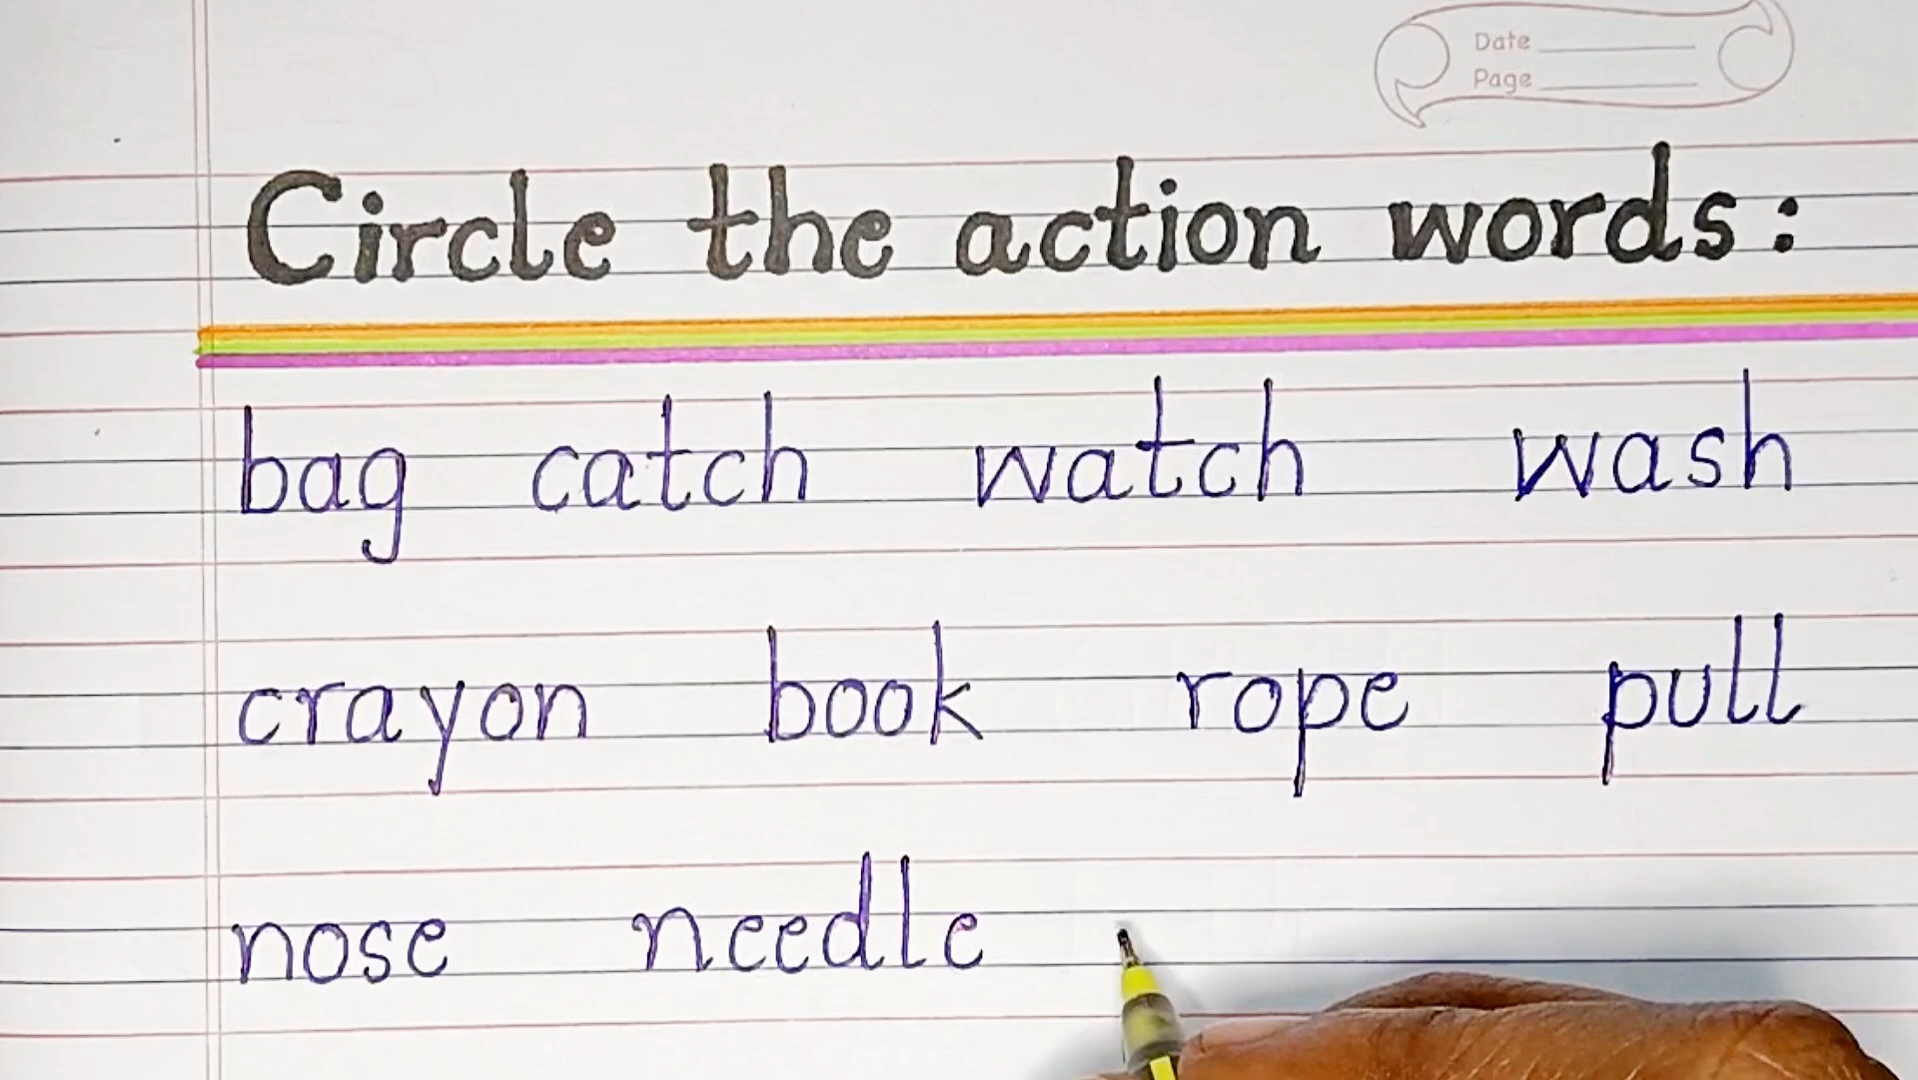 Date
Page
Circle the action words:
bag catch watch wash
crayon book rope pull
nose needle